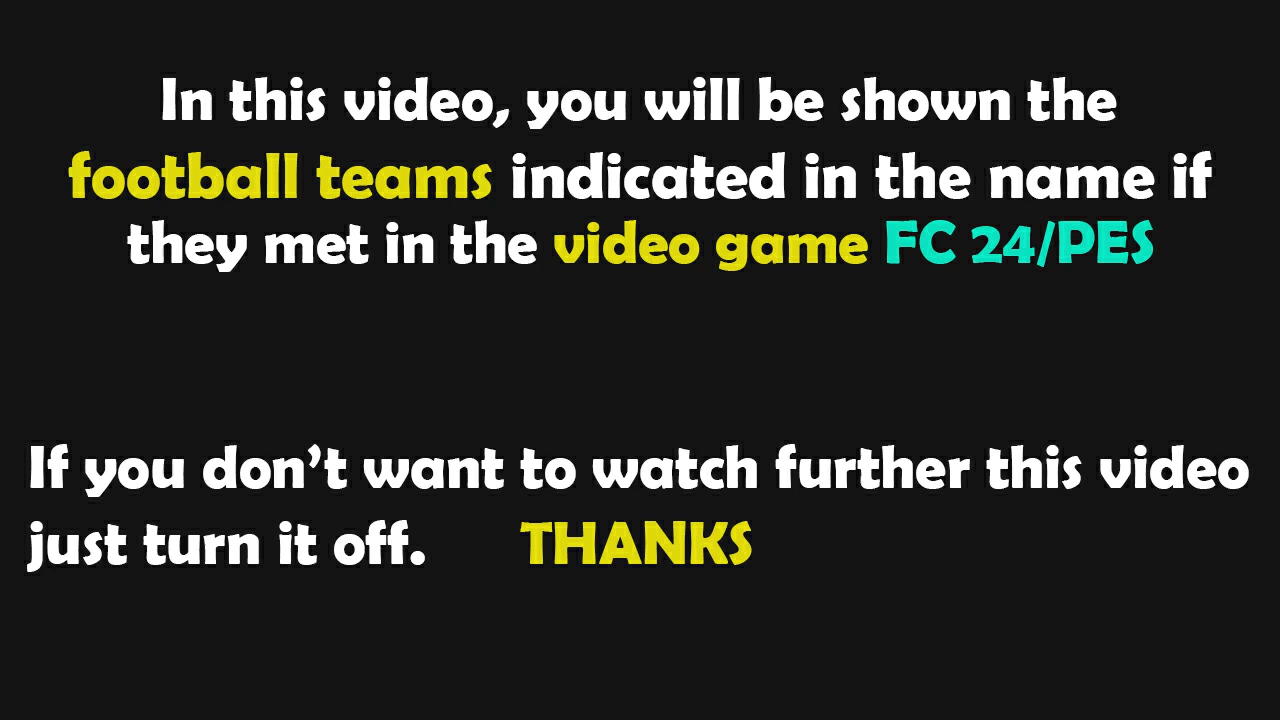 In this video, you will be shown the
football teams indicated in the name if
they met in the video game FC 24/PES
If you don't want to watch further this video
just turn it off. THANKS